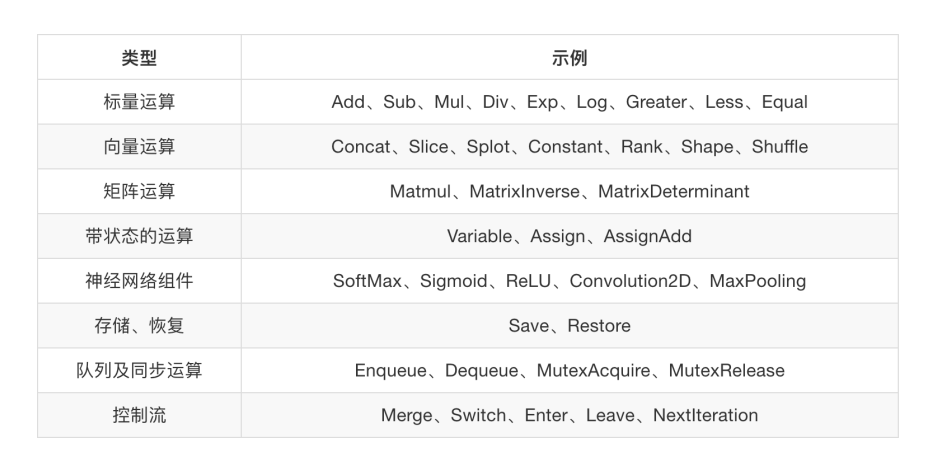 类型 示例
标量运算 Add、Sub、Mul、Div、Exp、Log、Greater、Less、Equal
向量运算 Concat、Slice、Splot、Constant、Rank、Shape、Shuffle
矩阵运算 Matmul、MatrixInverse、MatrixDeterminant
带状态的运算 Variable、Assign、AssignAdd
神经网络组件 SoftMax、Sigmoid、ReLU、Convolution2D、MaxPooling
存储、恢复 Save、Restore
队列及同步运算 Enqueue、Dequeue、MutexAcquire、MutexRelease
控制流 Merge、Switch、Enter、Leave、NextIteration